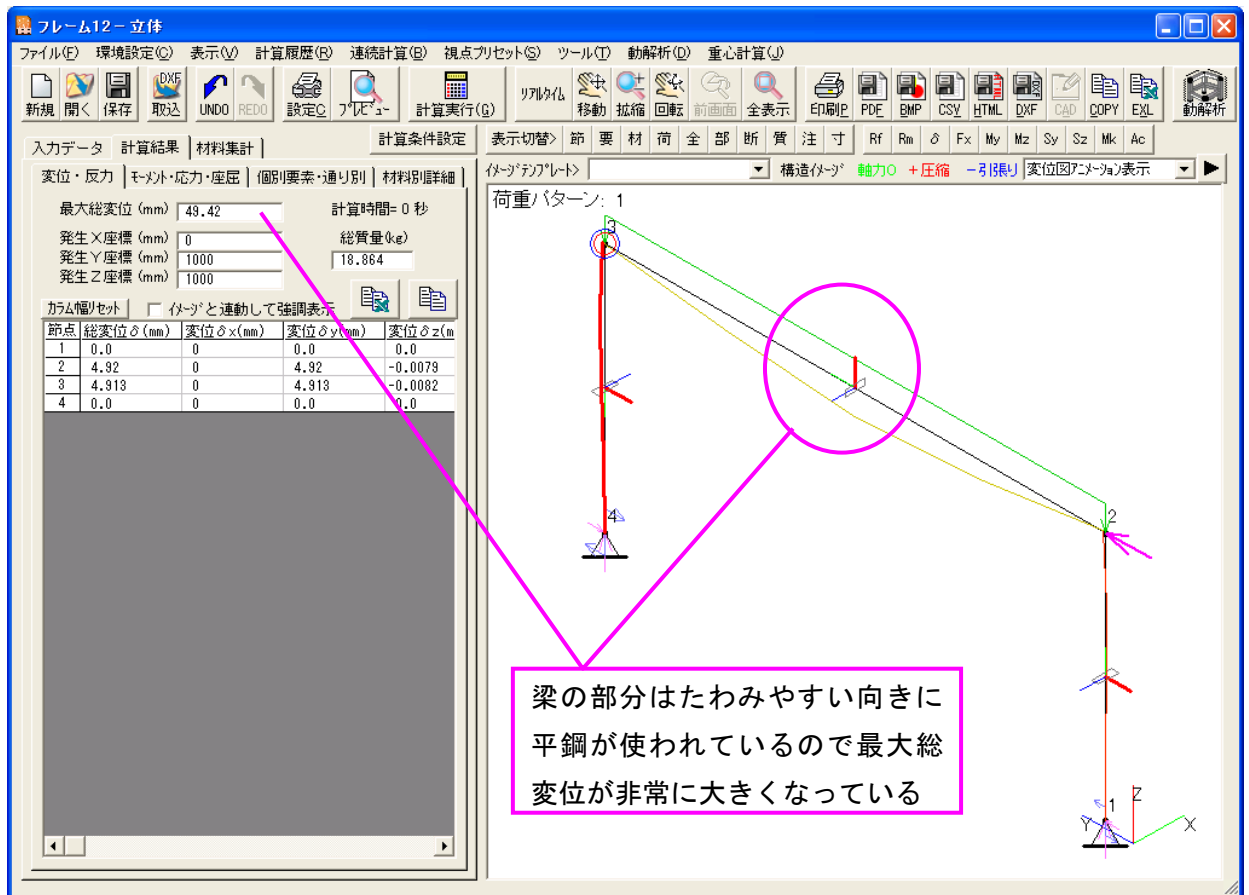 フレーム12－立体
ファイル(F) 環境設定(C) 表示(V) 計算履歴(R) 連続計算(B) 視点プリセット(S) ツール(T) 動解析(D) 重心計算(J)
新規 開く 保存 取込 UNDO REDO 設定C プレビュー 計算実行(G) リアルタイム 移動 拡縮 回転 前画面 全表示 印刷P PDF BMP CSV HTML DXF CAD COPY EXL 動解析
入力データ 計算結果 材料集計 計算条件設定
表示切替> 節 要 材 荷 全 部 断 質 注 寸 Rf Rm δ Fx My Mz Sy Sz Mk Ac
変位・反力 モーメント・応力・座屈 個別要素・通り別 材料別詳細
イメージテンプレート> 構造イメージ 軸力0 +圧縮 -引張り 変位図アニメーション表示
最大総変位 (mm) 49.42 計算時間= 0 秒
発生X座標 (mm) 0 総質量(kg)
発生Y座標 (mm) 1000 18.864
発生Z座標 (mm) 1000
カラム幅リセット イメージと連動して強調表示
節点 総変位δ(mm) 変位δx(mm) 変位δy(mm) 変位δz(m
1 0.0 0 0.0 0.0
2 4.92 0 4.92 -0.0079
3 4.913 0 4.913 -0.0082
4 0.0 0 0.0 0.0
荷重パターン: 1
3
4
2
梁の部分はたわみやすい向きに
平鋼が使われているので最大総
変位が非常に大きくなっている
1
Z
Y
X